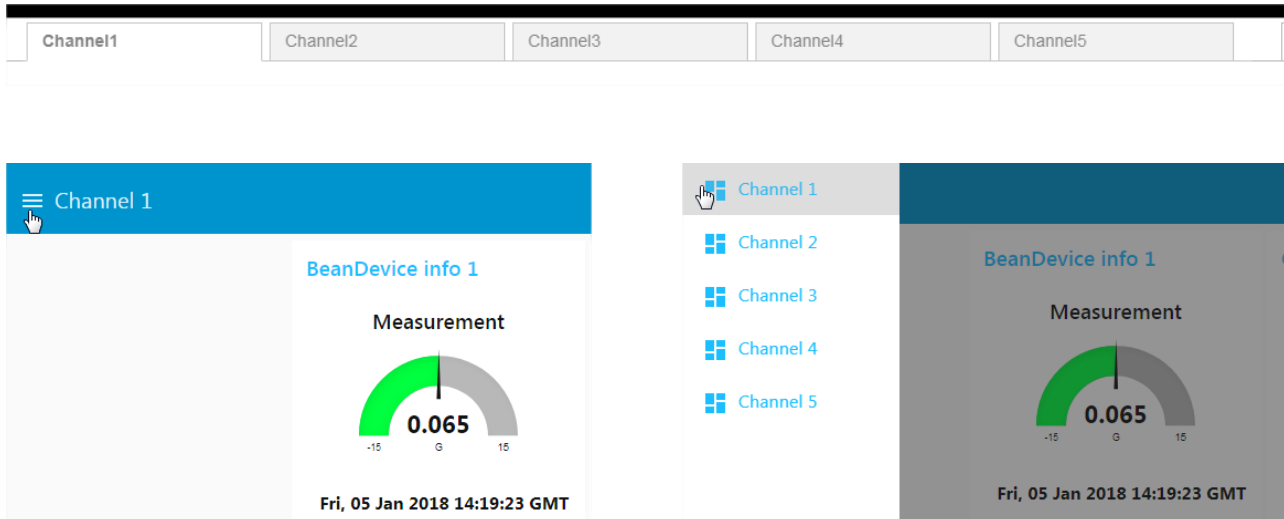 Channel1 Channel2 Channel3 Channel4 Channel5
Channel 1
BeanDevice info 1
Measurement
0.065
-15 G 15
Fri, 05 Jan 2018 14:19:23 GMT
Channel 1
Channel 2
Channel 3
Channel 4
Channel 5
BeanDevice info 1
Measurement
0.065
-15 G 15
Fri, 05 Jan 2018 14:19:23 GMT